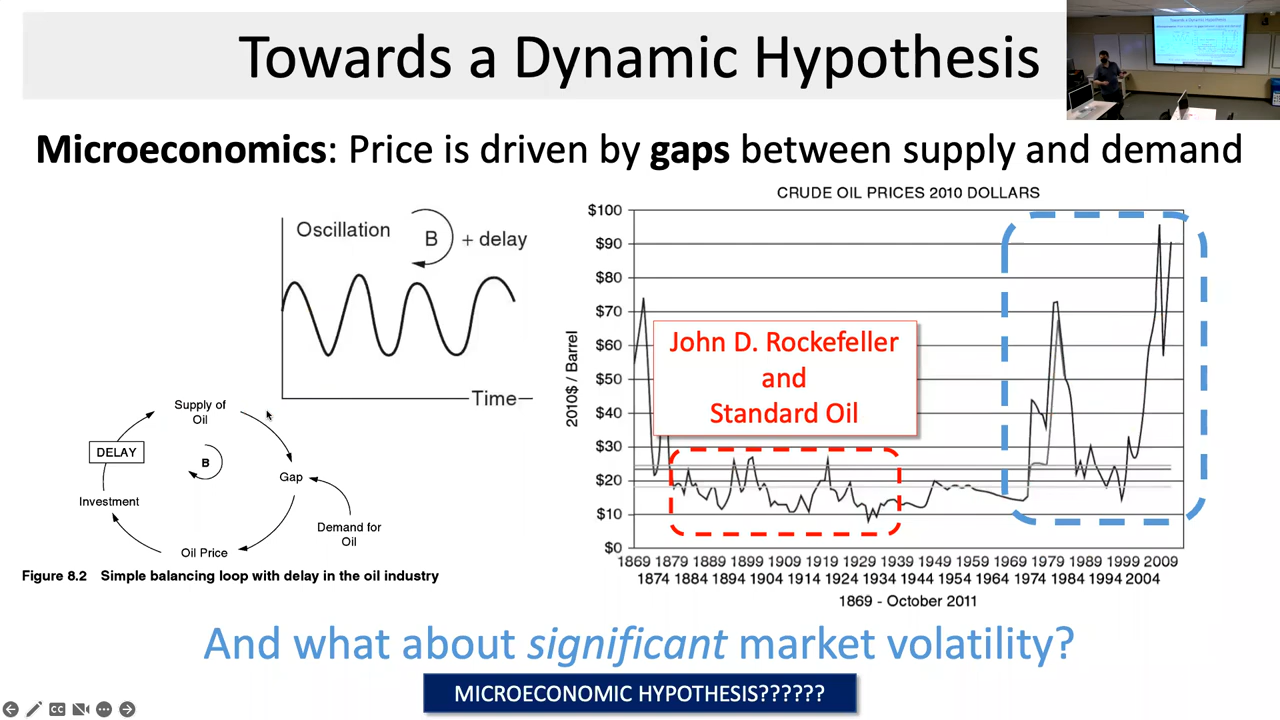 Towards a Dynamic Hypothesis
Microeconomics: Price is driven by gaps between supply and demand
Oscillation
B
+ delay
Time
Supply of
Oil
DELAY
B
Gap
Investment
Demand for
Oil
Oil Price
Figure 8.2 Simple balancing loop with delay in the oil industry
CRUDE OIL PRICES 2010 DOLLARS
2010$ / Barrel
$100
$90
$80
$70
$60
$50
$40
$30
$20
$10
$0
John D. Rockefeller
and
Standard Oil
1869 1879 1889 1899 1909 1919 1929 1939 1949 1959 1969 1979 1989 1999 2009
1874 1884 1894 1904 1914 1924 1934 1944 1954 1964 1974 1984 1994 2004
1869 - October 2011
And what about significant market volatility?
MICROECONOMIC HYPOTHESIS??????
CC
Towards a Dynamic Hypothesis